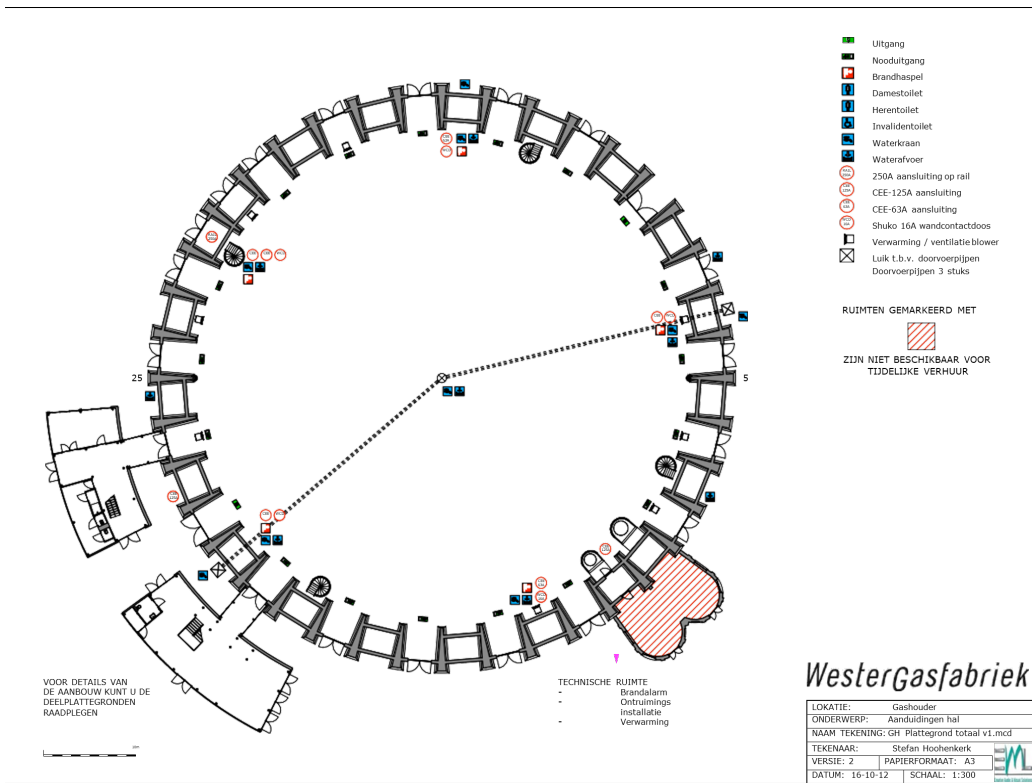 Uitgang
Nooduitgang
Brandhaspel
Damestoilet
Herentoilet
Invalidentoilet
Waterkraan
Waterafvoer
250A aansluiting op rail
CEE-125A aansluiting
CEE-63A aansluiting
Shuko 16A wandcontactdoos
Verwarming / ventilatieblower
Luik t.b.v. doorvoerpijpen
Doorvoerpijpen 3 stuks
RUIMTEN GEMARKEERD MET
ZIJN NIET BESCHIKBAAR VOOR
TIJDELIJKE VERHUUR
25
5
VOOR DETAILS VAN
DE AANBOUW KUNT U DE
DEELPLATTEGRONDEN
RAADPLEGEN
TECHNISCHE RUIMTE
- Brandalarm
- Ontruimings
installatie
- Verwarming
WesterGasfabriek
LOKATIE: Gashouder
ONDERWERP: Aanduidingen hal
NAAM TEKENING: GH Plattegrond totaal v1.mcd
TEKENAAR: Stefan Hoohenkerk
VERSIE: 2 PAPIERFORMAAT: A3
DATUM: 16-10-12 SCHAAL: 1:300